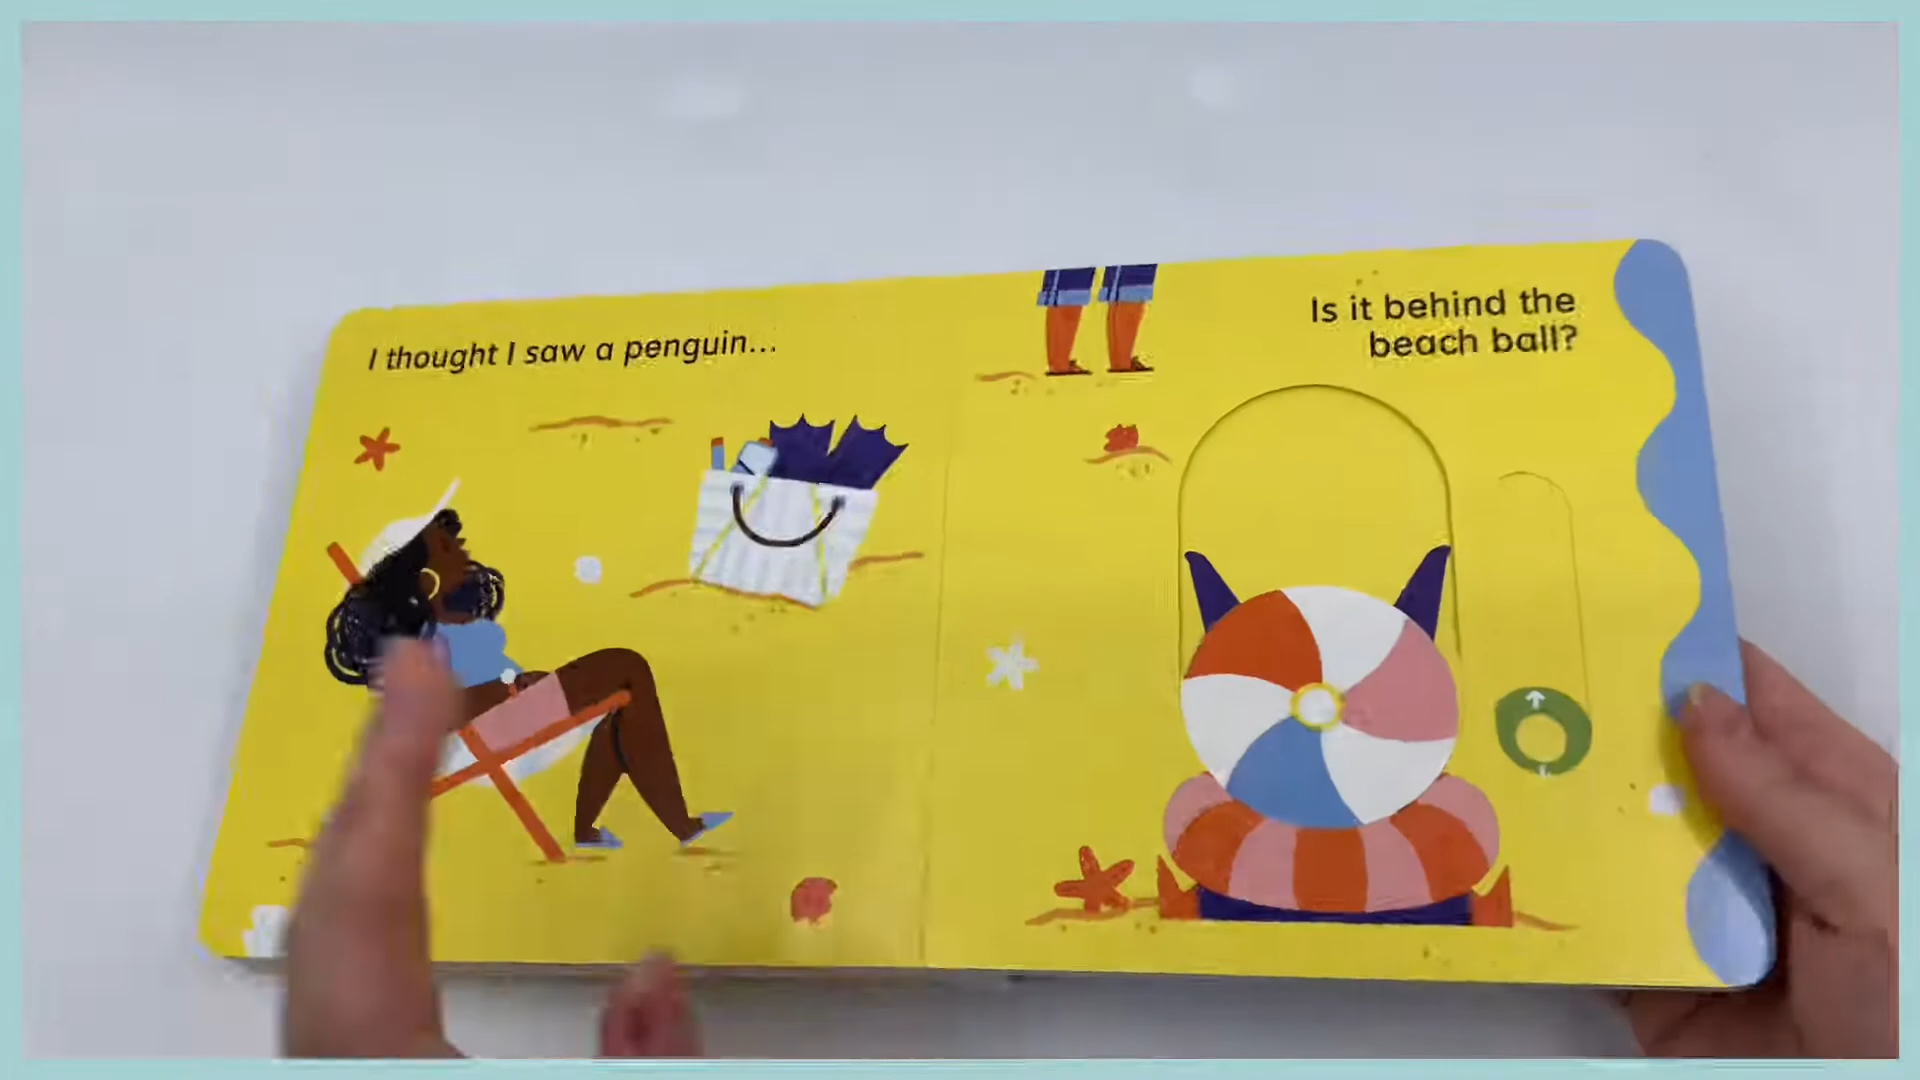 I thought I saw a penguin...
Is it behind the
beach ball?